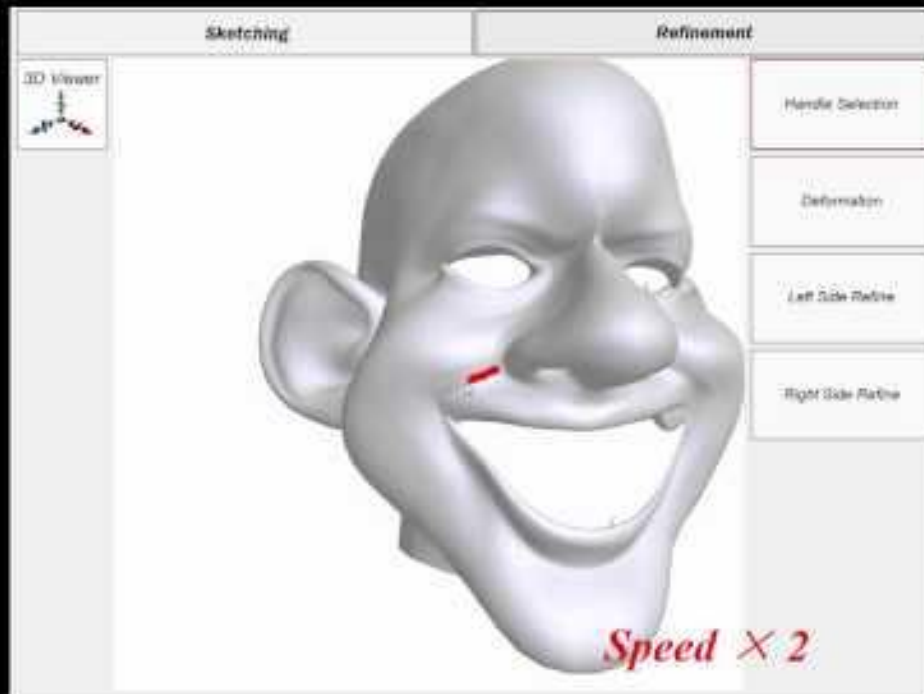 Sketching
Refinement
3D Viewer
Handle Selection
Deformation
Left Side Refine
Right Side Refine
Speed × 2